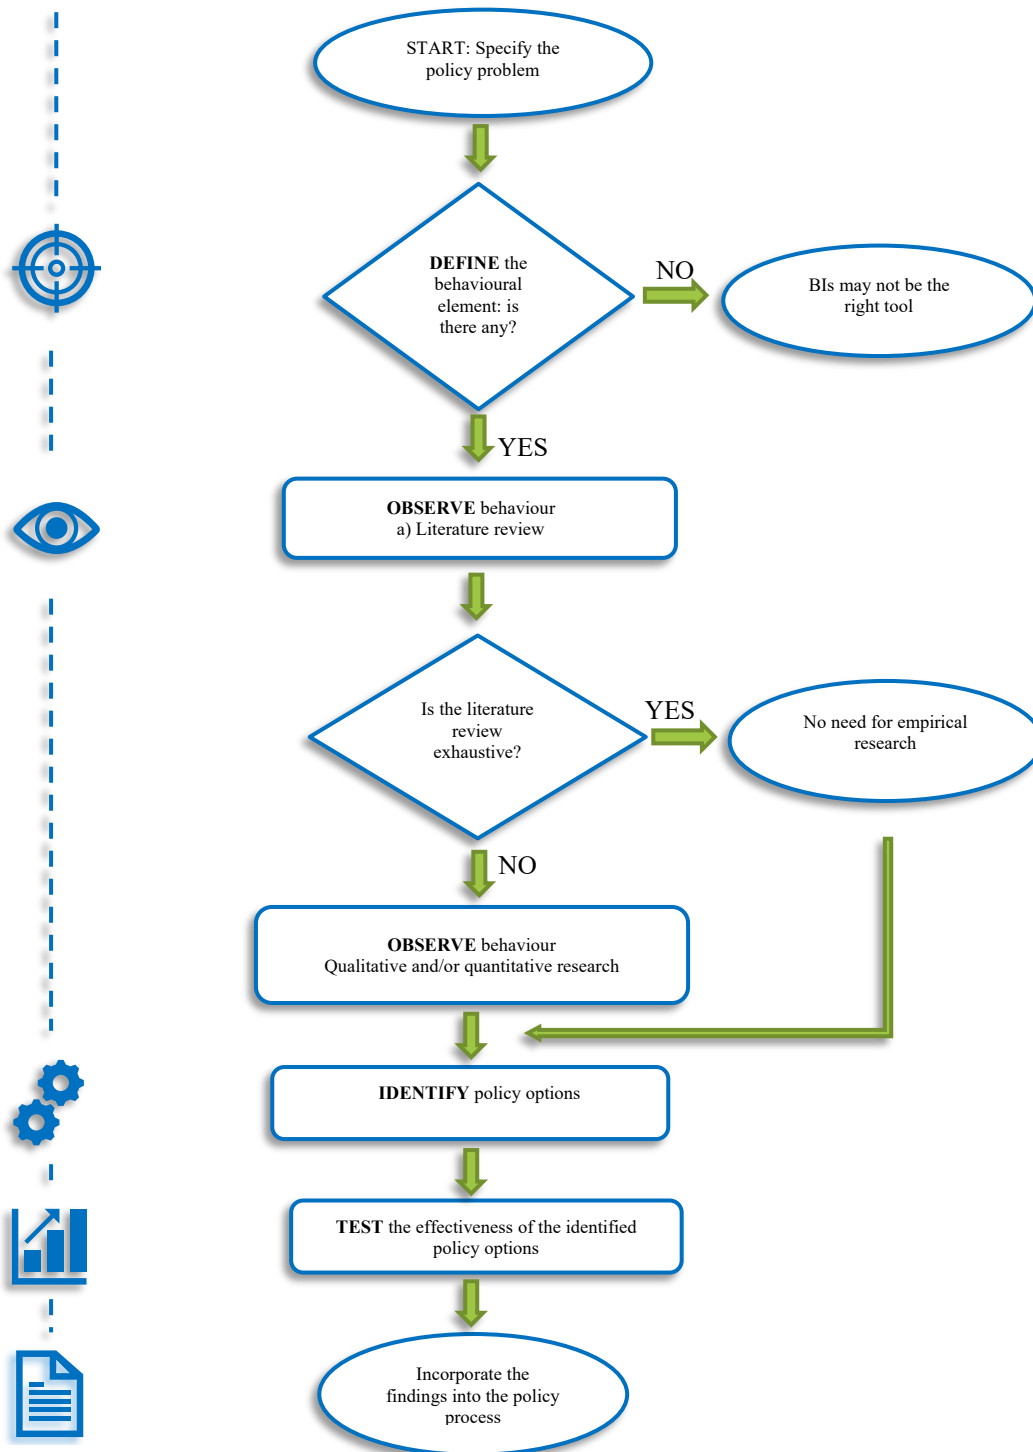 START: Specify the
policy problem
DEFINE the
behavioural
element: is
there any?
NO
BIs may not be the
right tool
YES
OBSERVE behaviour
a) Literature review
Is the literature
review
exhaustive?
YES
No need for empirical
research
NO
OBSERVE behaviour
Qualitative and/or quantitative research
IDENTIFY policy options
TEST the effectiveness of the identified
policy options
Incorporate the
findings into the policy
process